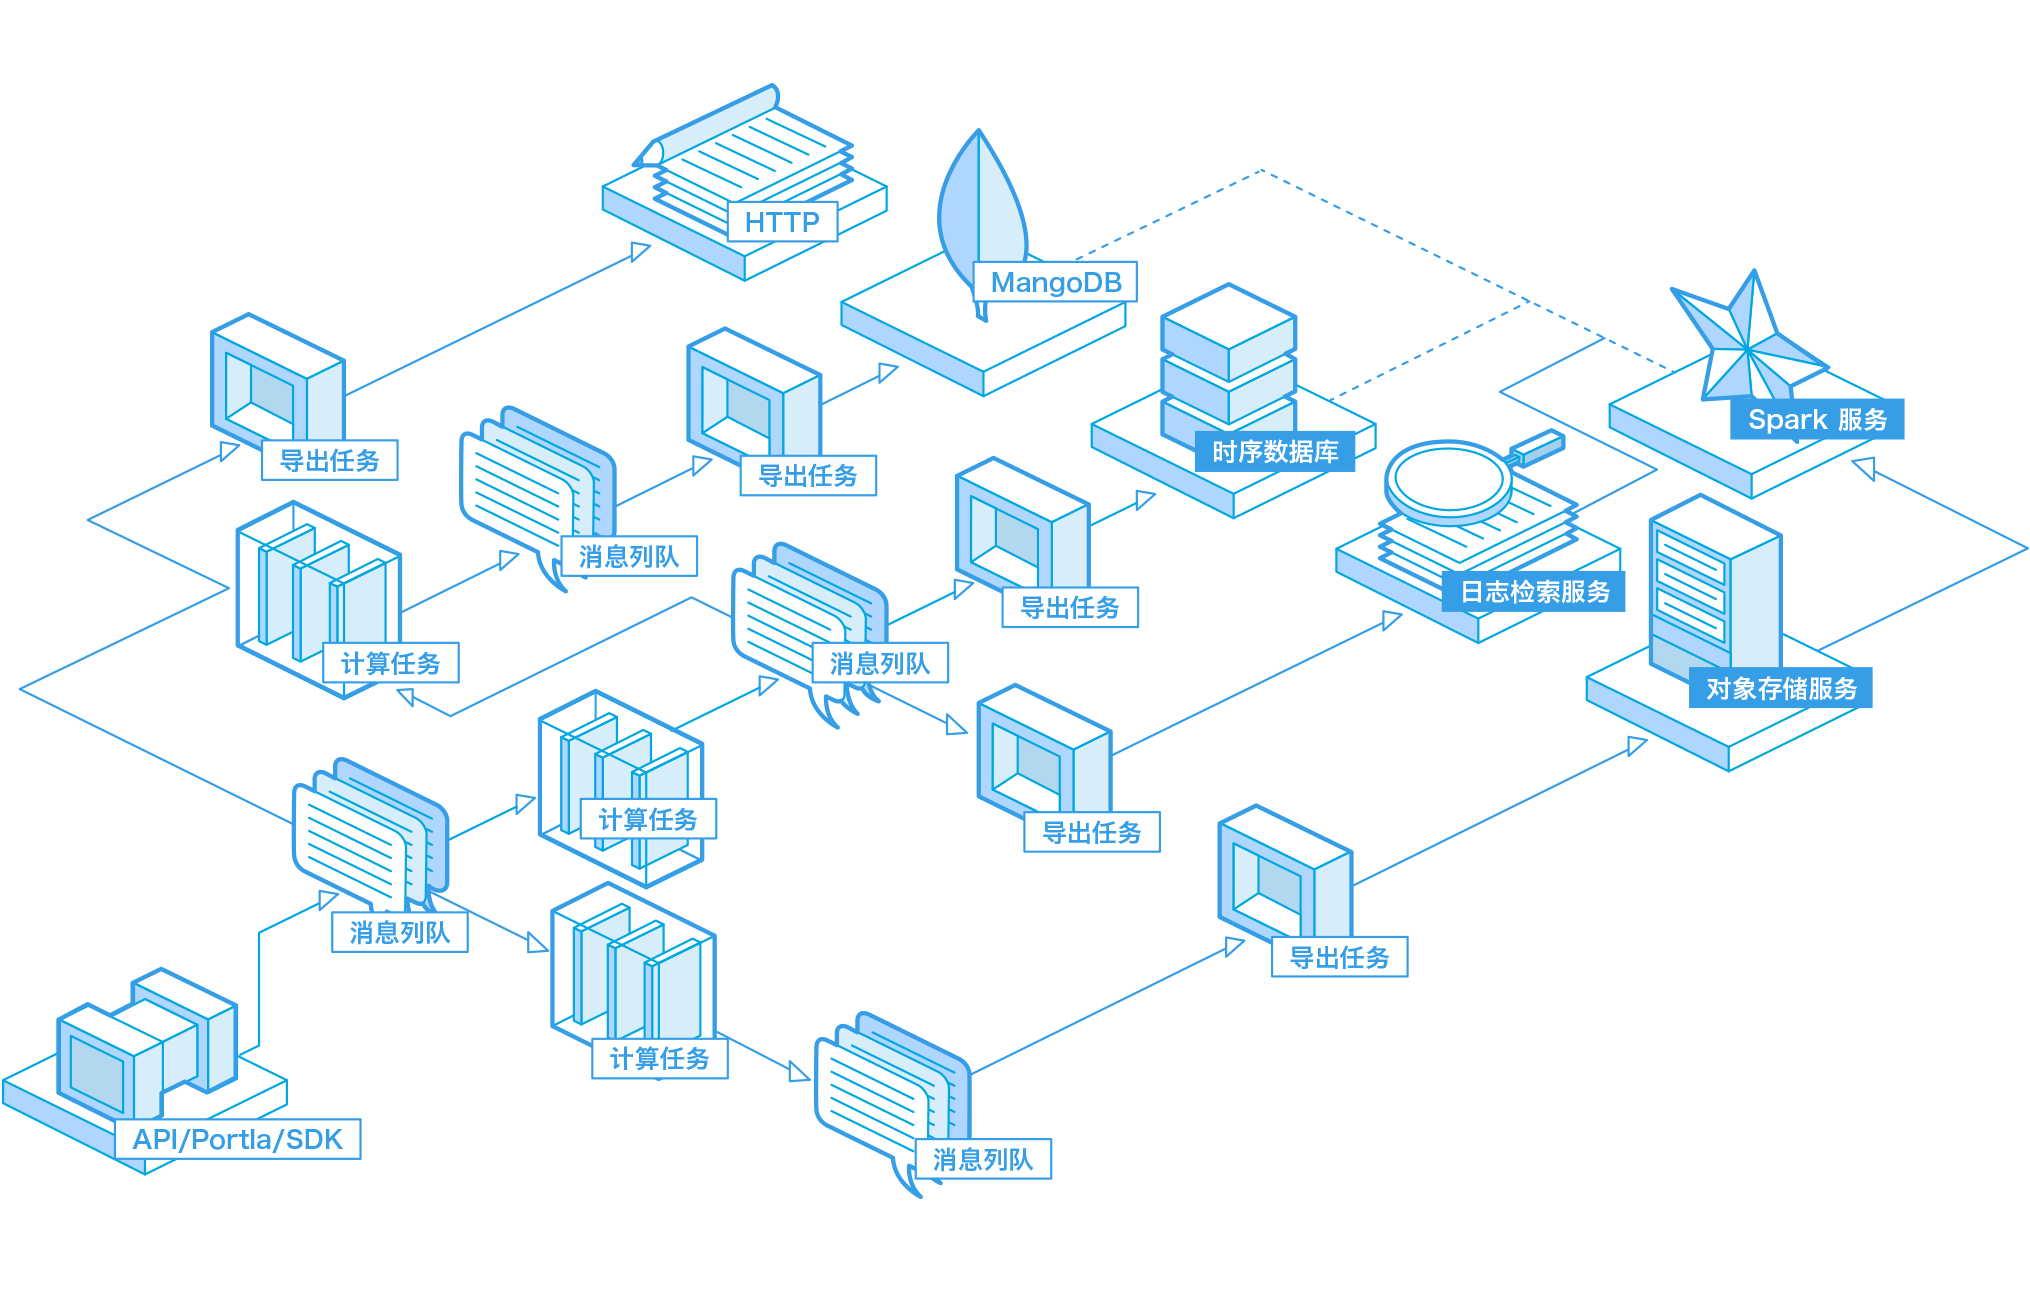 HTTP
MangoDB
Spark 服务
时序数据库
导出任务
导出任务
消息列队
日志检索服务
导出任务
计算任务
消息列队
对象存储服务
计算任务
导出任务
消息列队
导出任务
计算任务
API/Portla/SDK
消息列队